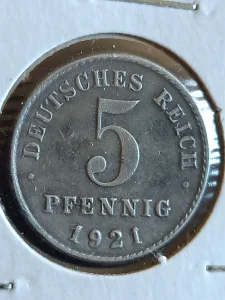 · DEUTSCHES REICH ·
5
PFENNIG
1921